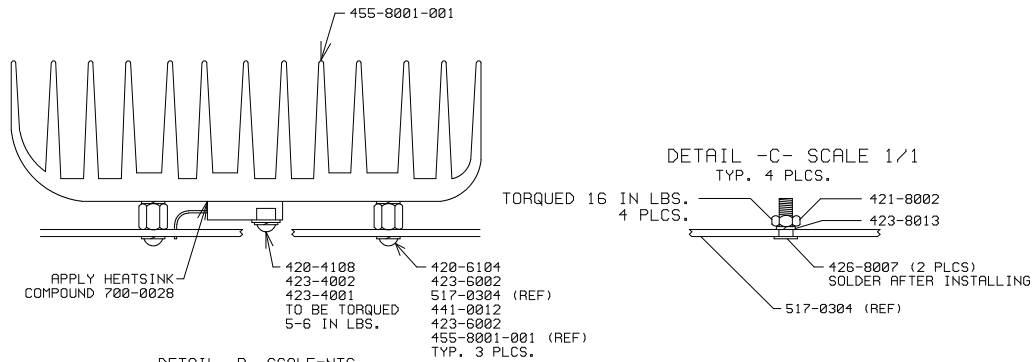 455-8001-001
APPLY HEATSINK
COMPOUND 700-0028
420-4108
423-4002
423-4001
TO BE TORQUED
5-6 IN LBS.
420-6104
423-6002
517-0304 (REF)
441-0012
423-6002
455-8001-001 (REF)
TYP. 3 PLCS.
DETAIL -C- SCALE 1/1
TYP. 4 PLCS.
TORQUED 16 IN LBS.
4 PLCS.
421-8002
423-8013
426-8007 (2 PLCS)
SOLDER AFTER INSTALLING
517-0304 (REF)